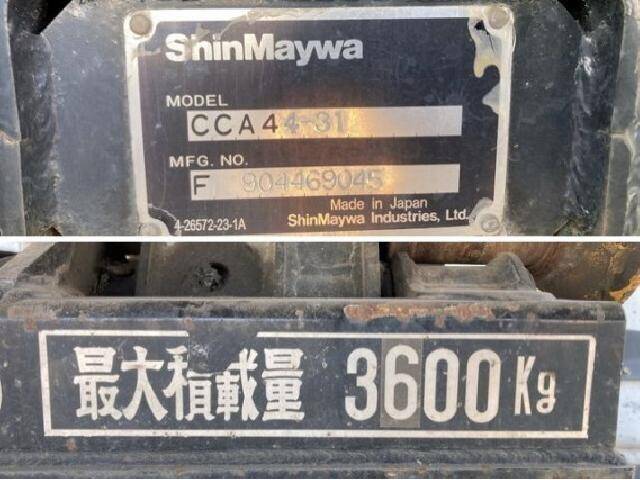 ShinMaywa
MODEL
CCA44-31
MFG. NO.
F 904469045
Made in Japan
4-26572-23-1A ShinMaywa Industries, Ltd.
最大積載量 3600Kg